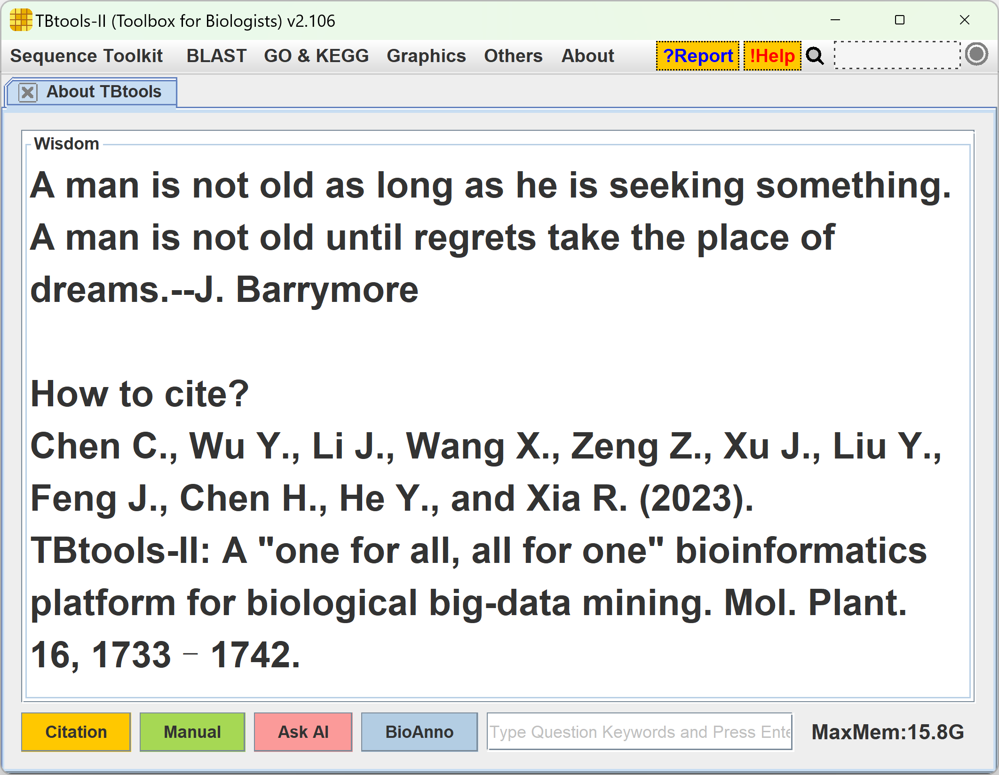 TBtools-II (Toolbox for Biologists) v2.106
Sequence Toolkit BLAST GO & KEGG Graphics Others About ?Report !Help
About TBtools
Wisdom
A man is not old as long as he is seeking something.
A man is not old until regrets take the place of
dreams.--J. Barrymore
How to cite?
Chen C., Wu Y., Li J., Wang X., Zeng Z., Xu J., Liu Y.,
Feng J., Chen H., He Y., and Xia R. (2023).
TBtools-II: A "one for all, all for one" bioinformatics
platform for biological big-data mining. Mol. Plant.
16, 1733 – 1742.
Citation Manual Ask AI BioAnno Type Question Keywords and Press Ente MaxMem:15.8G